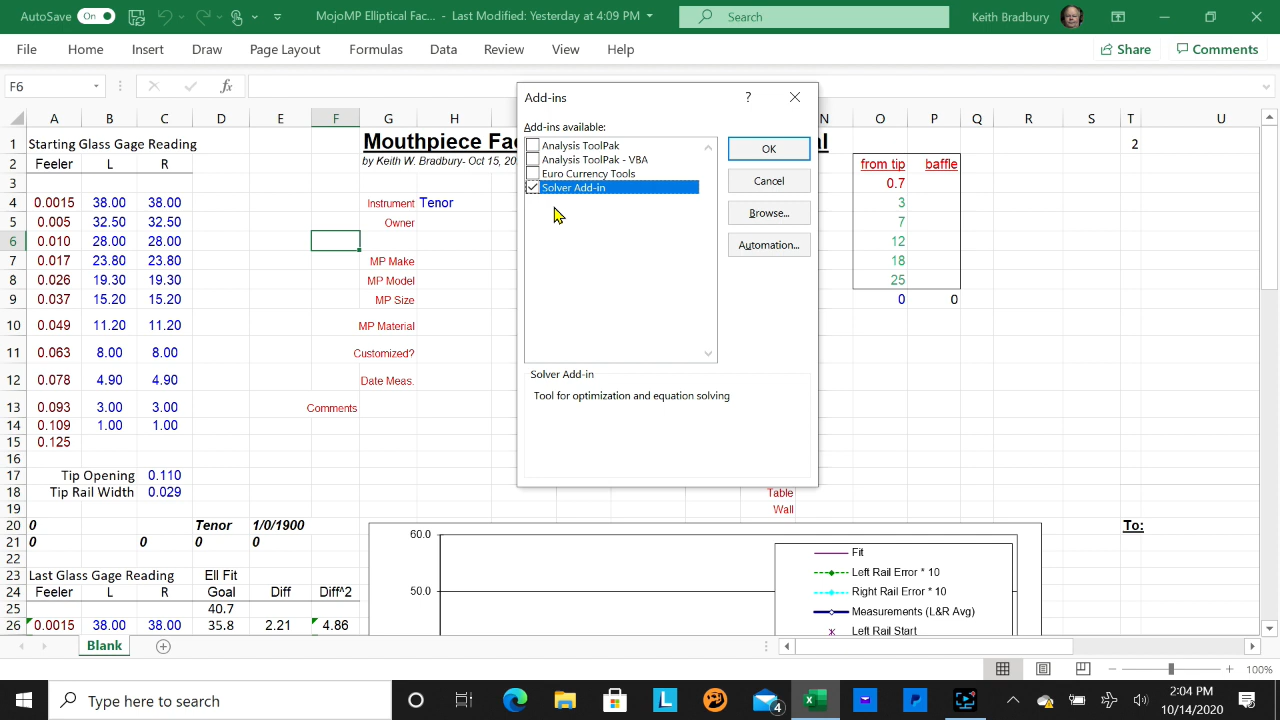 AutoSave On MojoMP Elliptical Fac... - Last Modified: Yesterday at 4:09 PM Search Keith Bradbury
File Home Insert Draw Page Layout Formulas Data Review View Help Share Comments
F6 fx
A B C D E F G H N O P Q R S T U
1 Starting Glass Gage Reading Mouthpiece Fa l 2
2 Feeler L R by Keith W. Bradbury- Oct 15, 20 from tip baffle
3 0.7
4 0.0015 38.00 38.00 Instrument Tenor 3
5 0.005 32.50 32.50 Owner 7
6 0.010 28.00 28.00 12
7 0.017 23.80 23.80 MP Make 18
8 0.026 19.30 19.30 MP Model 25
9 0.037 15.20 15.20 MP Size 0 0
10 0.049 11.20 11.20 MP Material
11 0.063 8.00 8.00 Customized?
12 0.078 4.90 4.90 Date Meas.
13 0.093 3.00 3.00 Comments
14 0.109 1.00 1.00
15 0.125
16
17 Tip Opening 0.110
18 Tip Rail Width 0.029 Table
19 Wall
20 0 Tenor 1/0/1900 To:
21 0 0 0 0
22
23 Last Glass Gage Reading Ell Fit
24 Feeler L R Goal Diff Diff^2
25 40.7
26 0.0015 38.00 38.00 35.8 2.21 4.86
60.0
50.0
Fit
Left Rail Error * 10
Right Rail Error * 10
Measurements (L&R Avg)
Left Rail Start
Add-ins ?
Add-ins available:
Analysis ToolPak
Analysis ToolPak - VBA
Euro Currency Tools
Solver Add-in
OK
Cancel
Browse...
Automation...
Solver Add-in
Tool for optimization and equation solving
Blank
100%
Type here to search L 4 2:04 PM
10/14/2020